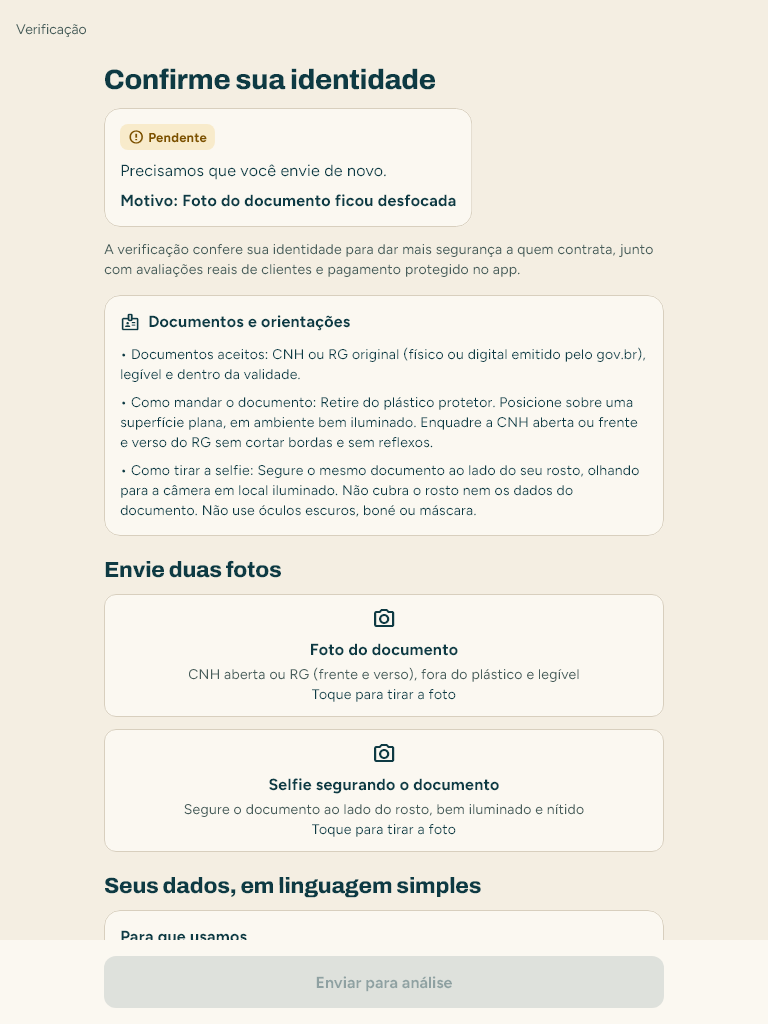 Verificação
Confirme sua identidade
Pendente
Precisamos que você envie de novo.
Motivo: Foto do documento ficou desfocada
A verificação confere sua identidade para dar mais segurança a quem contrata, junto
com avaliações reais de clientes e pagamento protegido no app.
Documentos e orientações
• Documentos aceitos: CNH ou RG original (físico ou digital emitido pelo gov.br),
legível e dentro da validade.
• Como mandar o documento: Retire do plástico protetor. Posicione sobre uma
superfície plana, em ambiente bem iluminado. Enquadre a CNH aberta ou frente
e verso do RG sem cortar bordas e sem reflexos.
• Como tirar a selfie: Segure o mesmo documento ao lado do seu rosto, olhando
para a câmera em local iluminado. Não cubra o rosto nem os dados do
documento. Não use óculos escuros, boné ou máscara.
Envie duas fotos
Foto do documento
CNH aberta ou RG (frente e verso), fora do plástico e legível
Toque para tirar a foto
Selfie segurando o documento
Segure o documento ao lado do rosto, bem iluminado e nítido
Toque para tirar a foto
Seus dados, em linguagem simples
Para que usamos
Enviar para análise